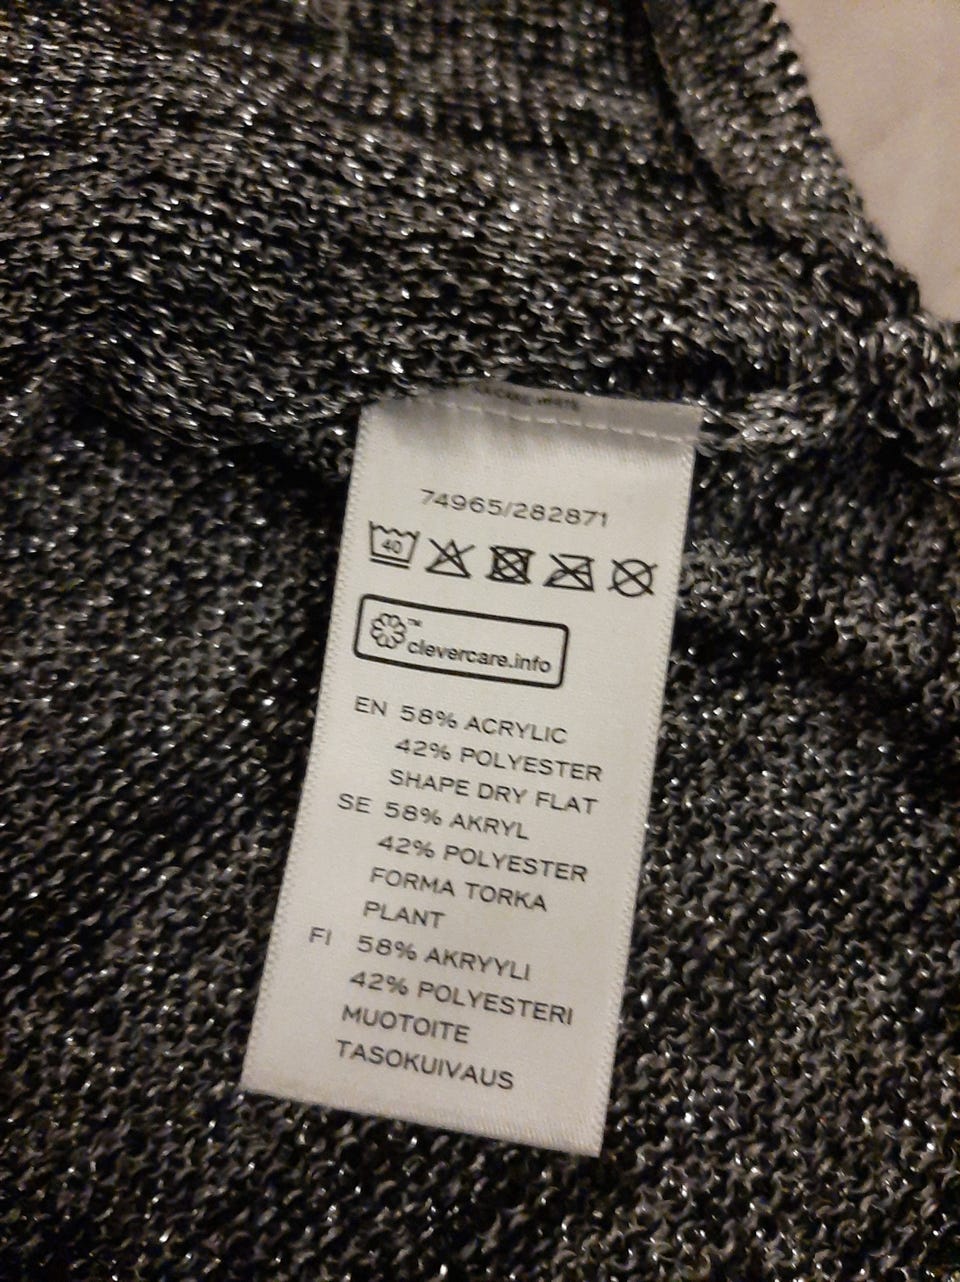 74965/282871
40
clevercare.info™
EN 58% ACRYLIC
42% POLYESTER
SHAPE DRY FLAT
SE 58% AKRYL
42% POLYESTER
FORMA TORKA
PLANT
FI 58% AKRYYLI
42% POLYESTERI
MUOTOITE
TASOKUIVAUS